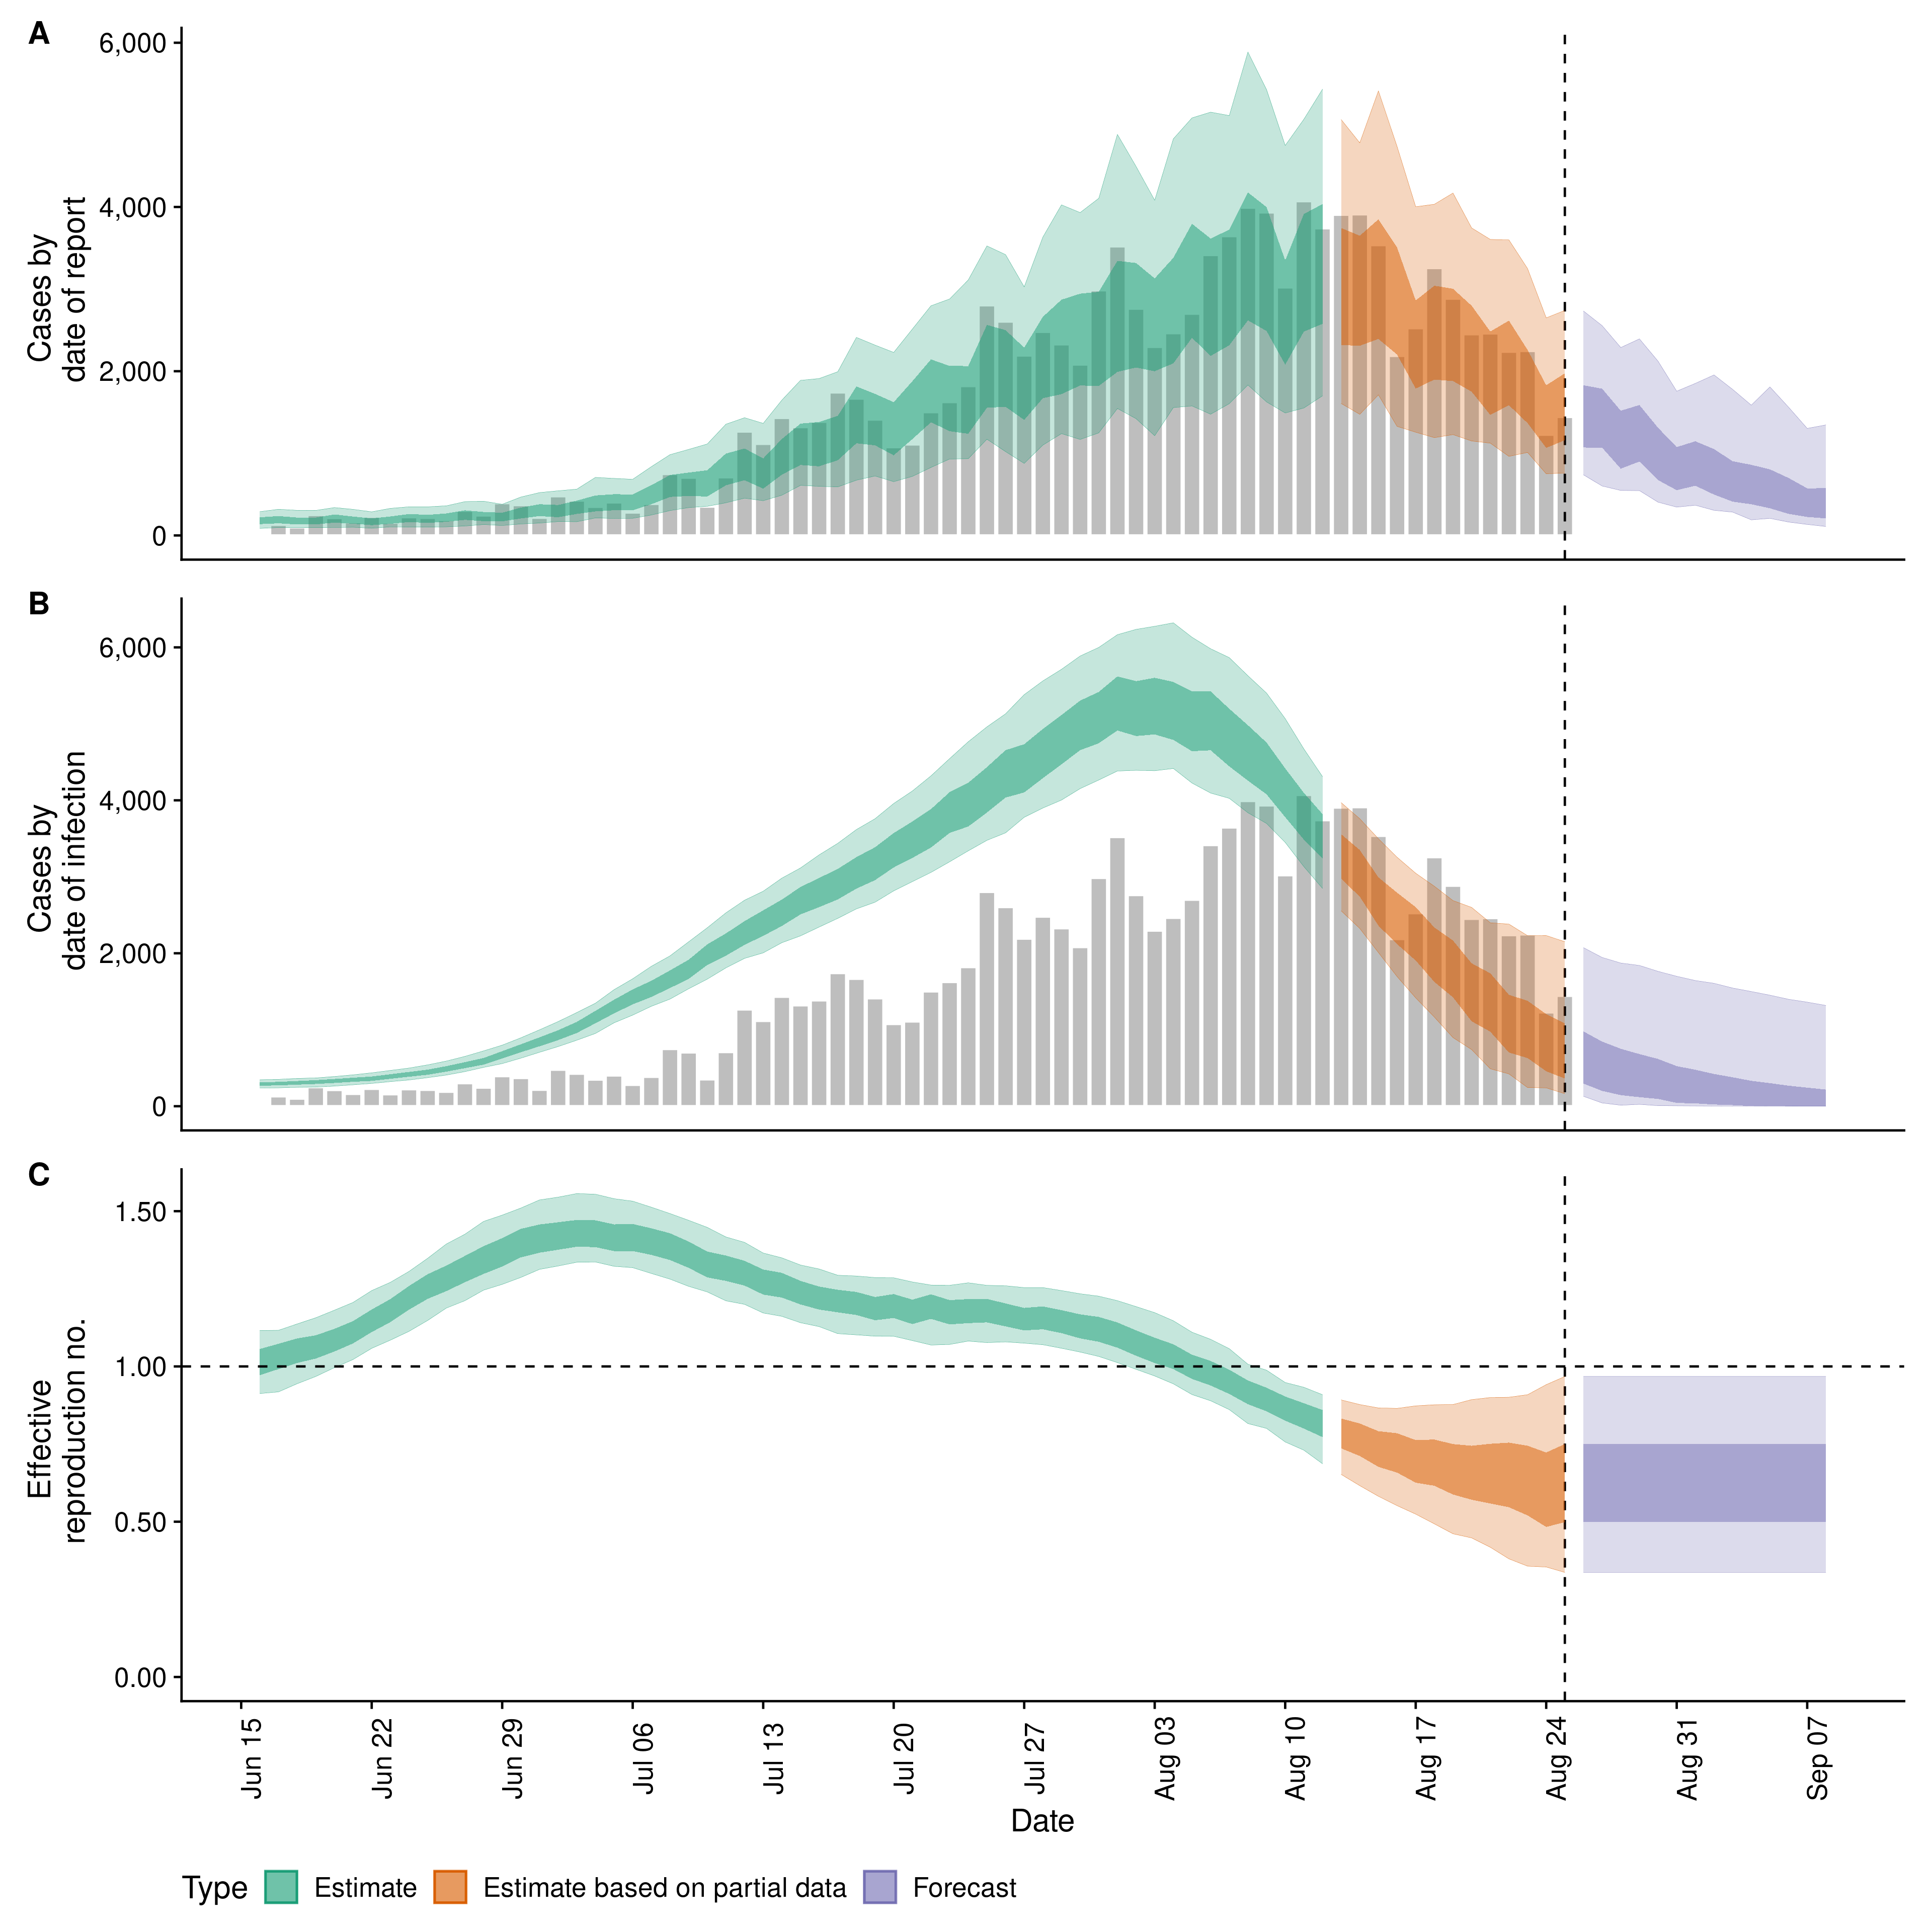 A
Cases by
date of report
6,000
4,000
2,000
0
B
Cases by
date of infection
6,000
4,000
2,000
0
C
Effective
reproduction no.
1.50
1.00
0.50
0.00
Jun 15
Jun 22
Jun 29
Jul 06
Jul 13
Jul 20
Jul 27
Aug 03
Aug 10
Aug 17
Aug 24
Aug 31
Sep 07
Date
Type Estimate Estimate based on partial data Forecast